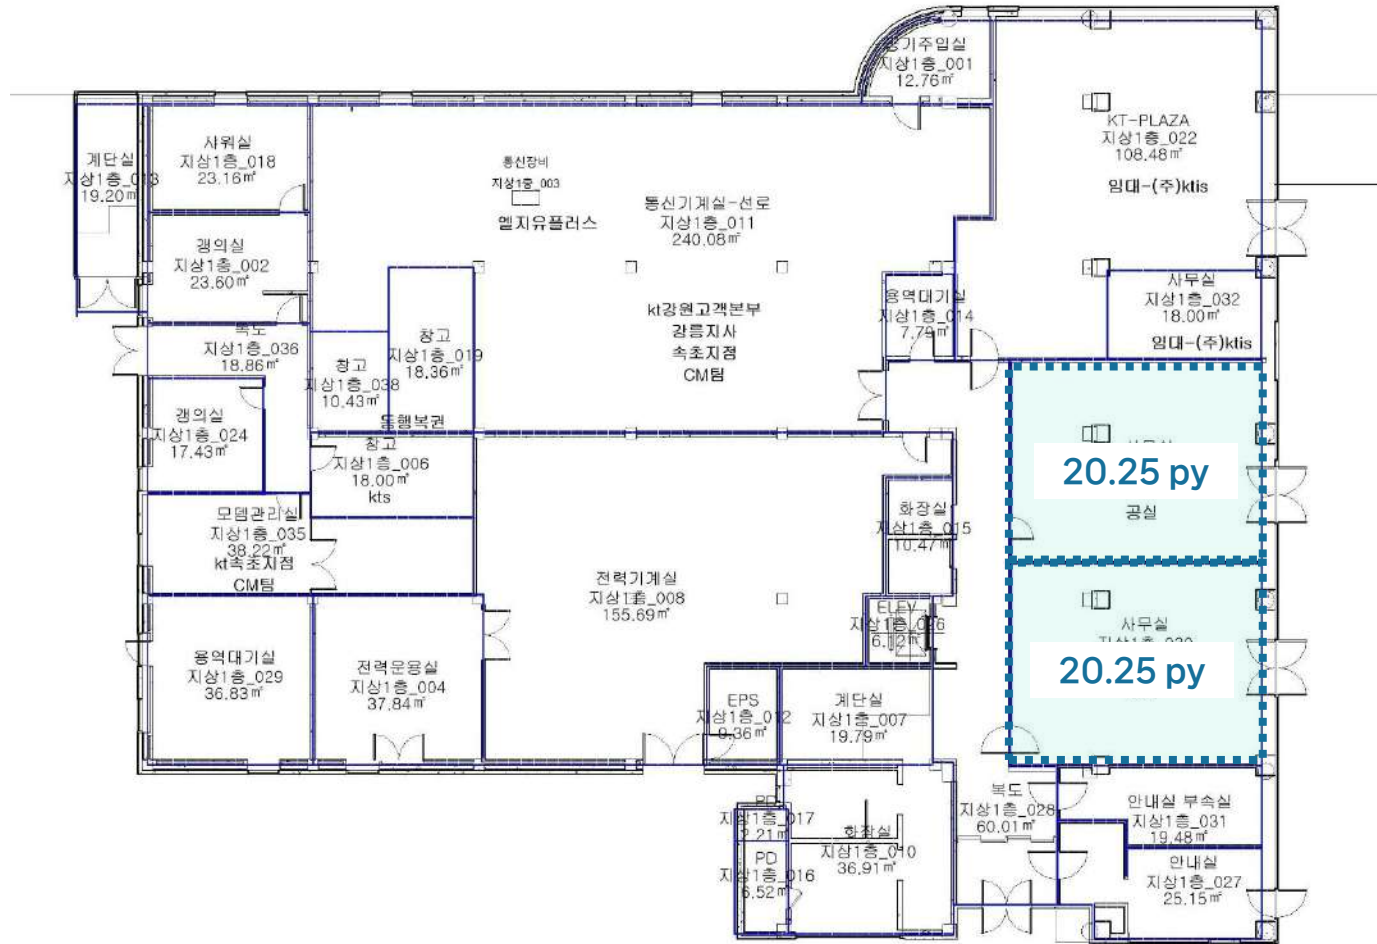 공기주입실
지상1층_001
12.76㎡
KT-PLAZA
지상1층_022
108.48㎡
임대-(주)ktis
계단실
지상1층_013
19.20㎡
샤워실
지상1층_018
23.16㎡
통신장비
지상1층_003
엘지유플러스
통신기계실-선로
지상1층_011
240.08㎡
갱의실
지상1층_002
23.60㎡
용역대기실
지상1층_014
7.79㎡
사무실
지상1층_032
18.00㎡
임대-(주)ktis
kt강원고객본부
강릉지사
속초지점
CM팀
복도
지상1층_036
18.86㎡
창고
지상1층_019
18.36㎡
창고
지상1층_038
10.43㎡
동행복권
갱의실
지상1층_024
17.43㎡
창고
지상1층_006
18.00㎡
kts
20.25 py
공실
모뎀관리실
지상1층_035
38.22㎡
kt속초지점
CM팀
화장실
지상1층_015
10.47㎡
전력기계실
지상1층_008
155.69㎡
ELEV
지상1층_026
6.12㎡
사무실
20.25 py
용역대기실
지상1층_029
36.83㎡
전력운용실
지상1층_004
37.84㎡
EPS
지상1층_012
9.36㎡
계단실
지상1층_007
19.79㎡
복도
지상1층_028
60.01㎡
안내실 부속실
지상1층_031
19.48㎡
PD
지상1층_017
2.21㎡
화장실
지상1층_010
36.91㎡
PD
지상1층_016
6.52㎡
안내실
지상1층_027
25.15㎡